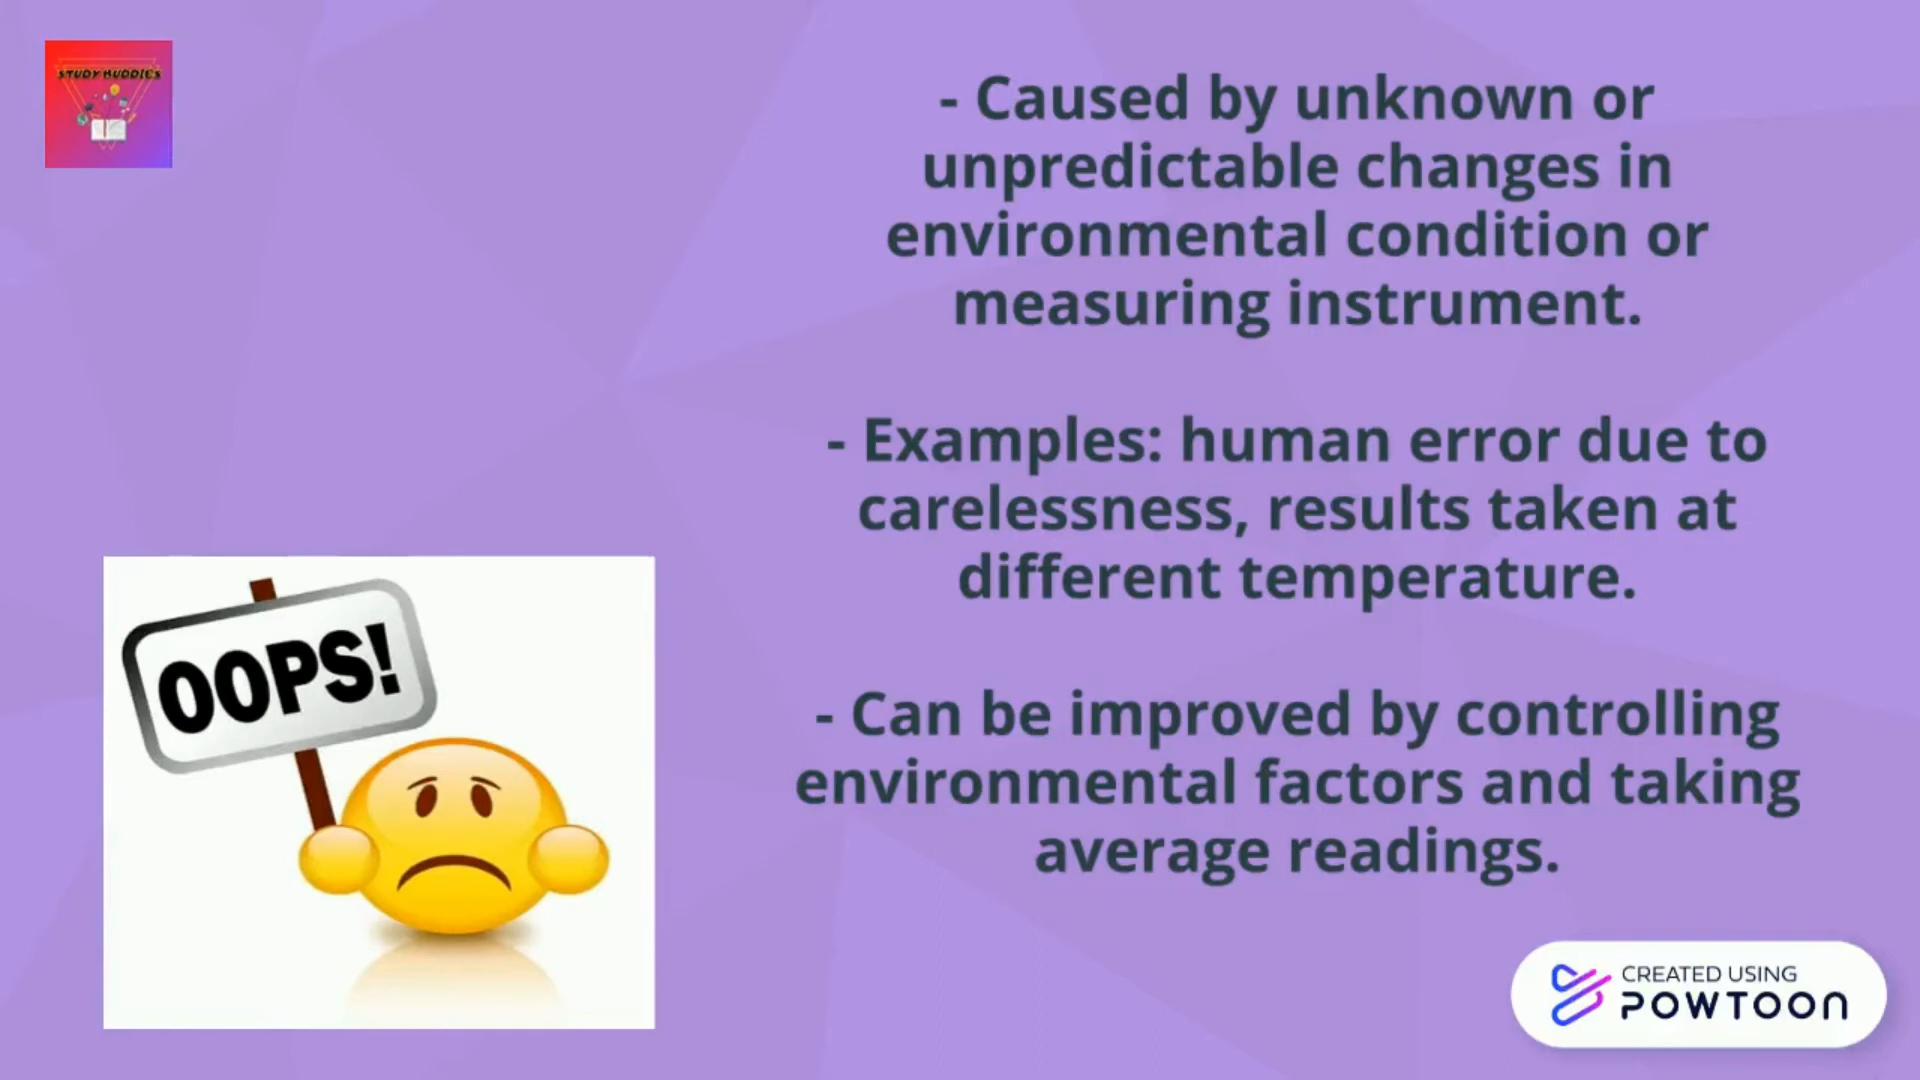 STUDY BUDDIES
- Caused by unknown or
unpredictable changes in
environmental condition or
measuring instrument.
- Examples: human error due to
carelessness, results taken at
different temperature.
- Can be improved by controlling
environmental factors and taking
average readings.
OOPS!
CREATED USING
POWTOON